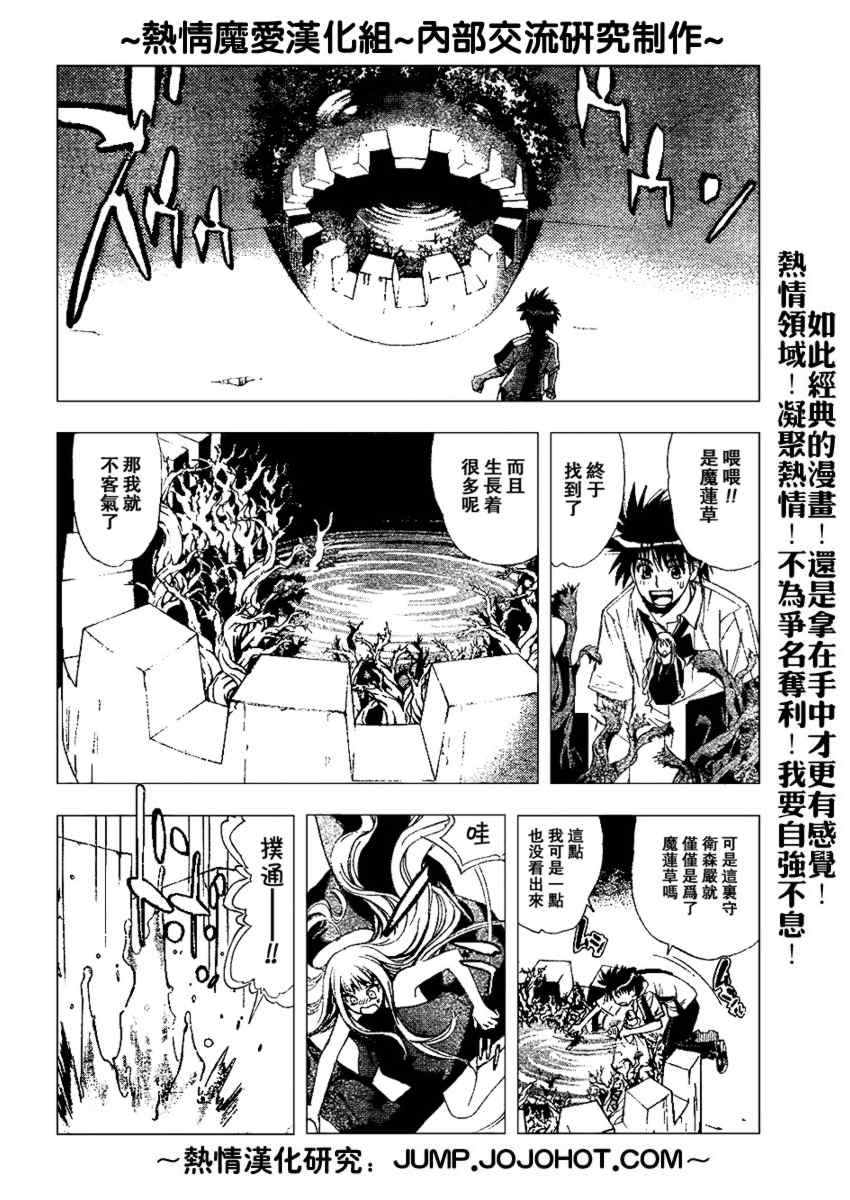 ~熱情魔愛漢化組~內部交流研究制作~
如此經典的漫畫！還是拿在手中才更有感覺！
熱情領域！凝聚熱情！不為爭名奪利！我要自強不息！
喂喂!!
是魔蓮草
終于
找到了
而且
生長着
很多呢
那我就
不客氣了
可是這裏守
衛森嚴就
僅僅是爲了
魔蓮草嗎
這點
我可是一點
也没看出來
哇
撲通──!!
～熱情漢化研究：JUMP.JOJOHOT.COM～